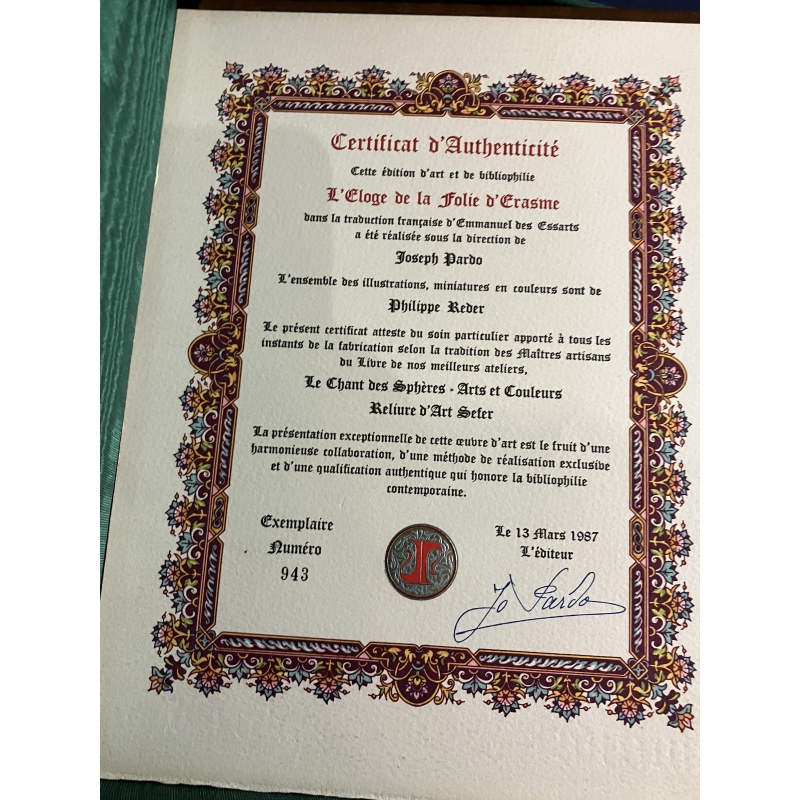 Certificat d'Authenticité
Cette édition d'art et de bibliophilie
L'Eloge de la Folie d'Erasme
dans la traduction française d'Emmanuel des Essarts
a été réalisée sous la direction de
Joseph Pardo
L'ensemble des illustrations, miniatures en couleurs sont de
Philippe Reder
Le présent certificat atteste du soin particulier apporté à tous les
instants de la fabrication selon la tradition des Maîtres artisans
du Livre de nos meilleurs ateliers,
Le Chant des Sphères - Arts et Couleurs
Reliure d'Art Sefer
La présentation exceptionnelle de cette œuvre d'art est le fruit d'une
harmonieuse collaboration, d'une méthode de réalisation exclusive
et d'une qualification authentique qui honore la bibliophilie
contemporaine.
Exemplaire
Numéro
943
Le 13 Mars 1987
L'éditeur
Jo Pardo